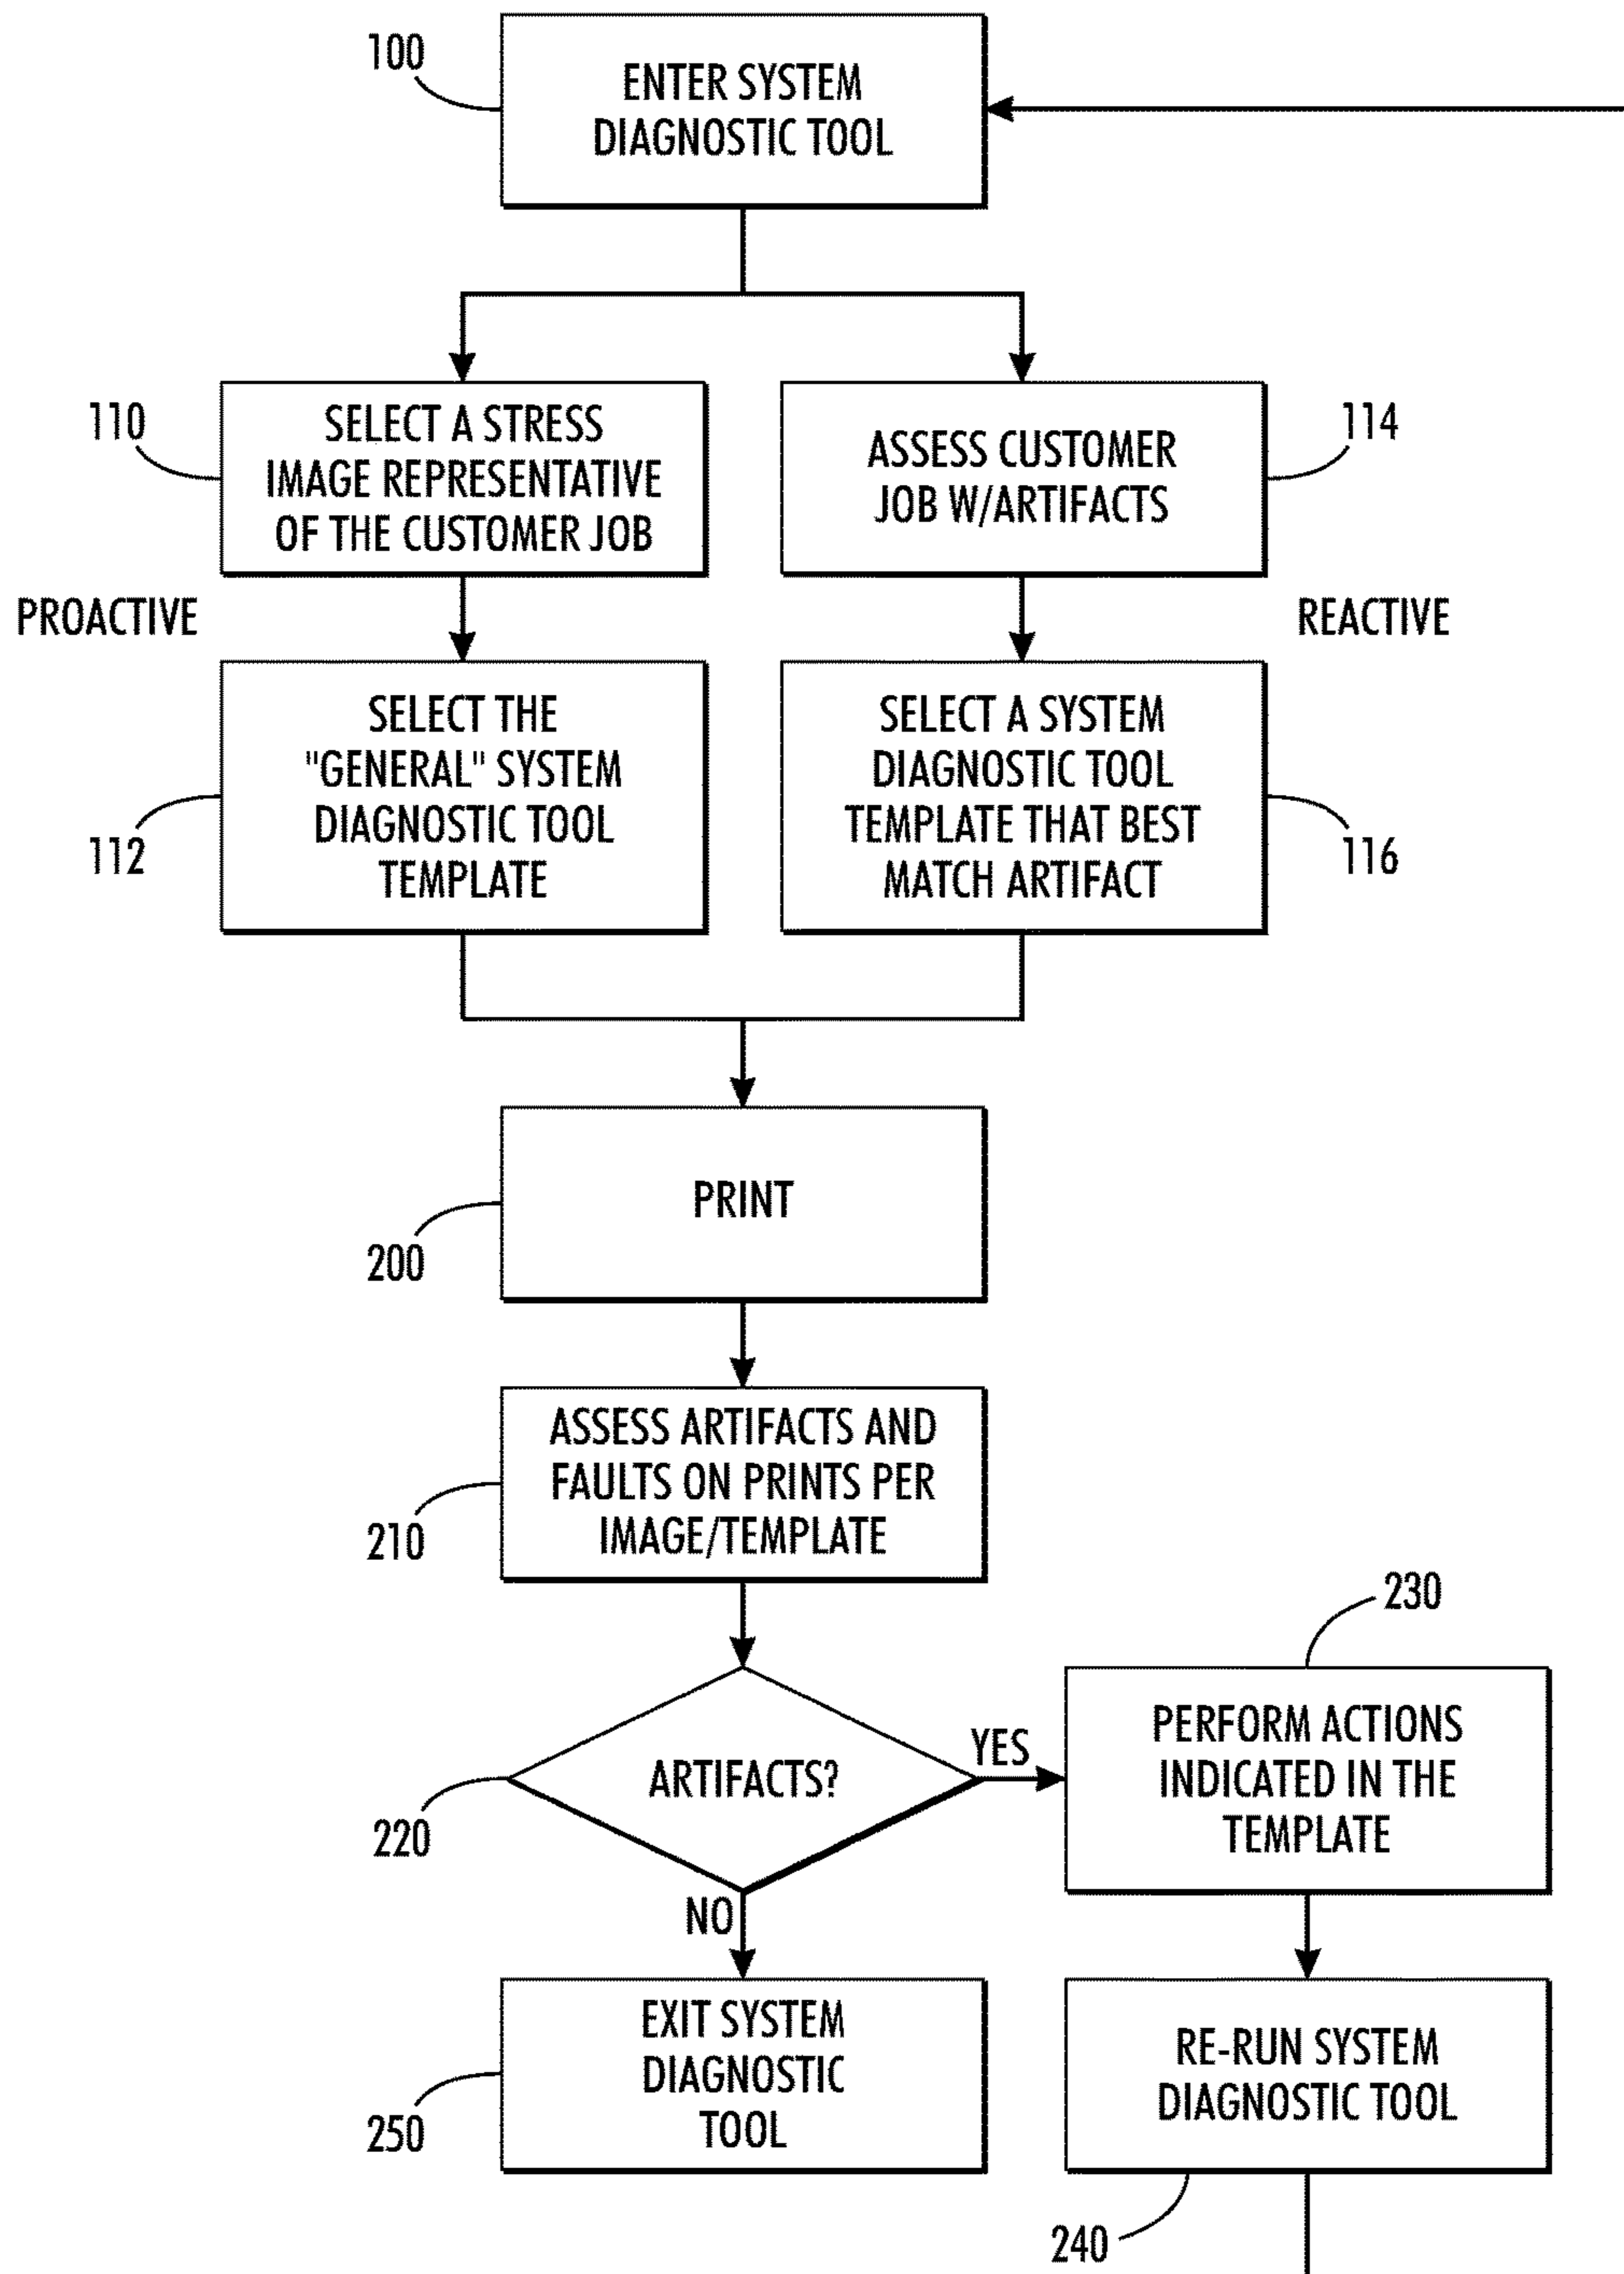 100
ENTER SYSTEM
DIAGNOSTIC TOOL
110
SELECT A STRESS
IMAGE REPRESENTATIVE
OF THE CUSTOMER JOB
ASSESS CUSTOMER
JOB W/ARTIFACTS
114
PROACTIVE
REACTIVE
112
SELECT THE
"GENERAL" SYSTEM
DIAGNOSTIC TOOL
TEMPLATE
SELECT A SYSTEM
DIAGNOSTIC TOOL
TEMPLATE THAT BEST
MATCH ARTIFACT
116
PRINT
200
ASSESS ARTIFACTS AND
FAULTS ON PRINTS PER
IMAGE/TEMPLATE
210
ARTIFACTS?
220
YES
NO
230
PERFORM ACTIONS
INDICATED IN THE
TEMPLATE
EXIT SYSTEM
DIAGNOSTIC
TOOL
250
RE-RUN SYSTEM
DIAGNOSTIC TOOL
240